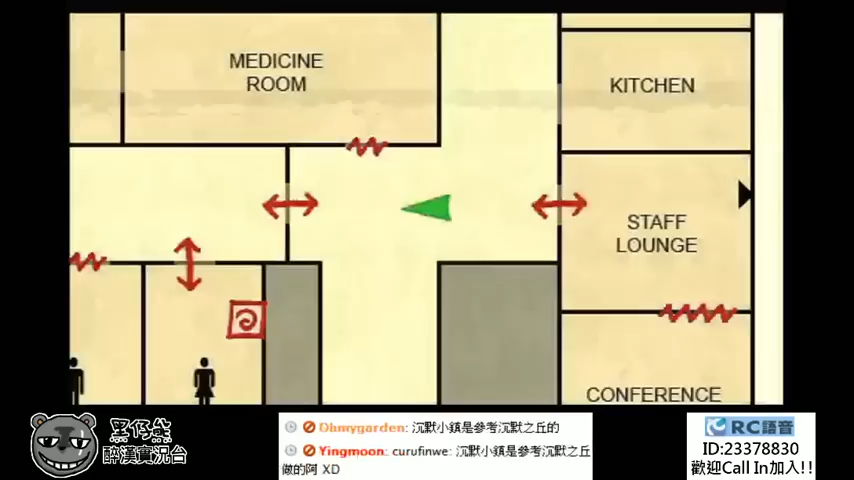 MEDICINE
ROOM
KITCHEN
STAFF
LOUNGE
CONFERENCE
黑仔熊
醉漢實況台
Ohmygarden: 沉默小鎮是參考沉默之丘的
Yingmoon: curufinwe: 沉默小鎮是參考沉默之丘
做的阿 XD
RC語音
ID:23378830
歡迎Call In加入!!